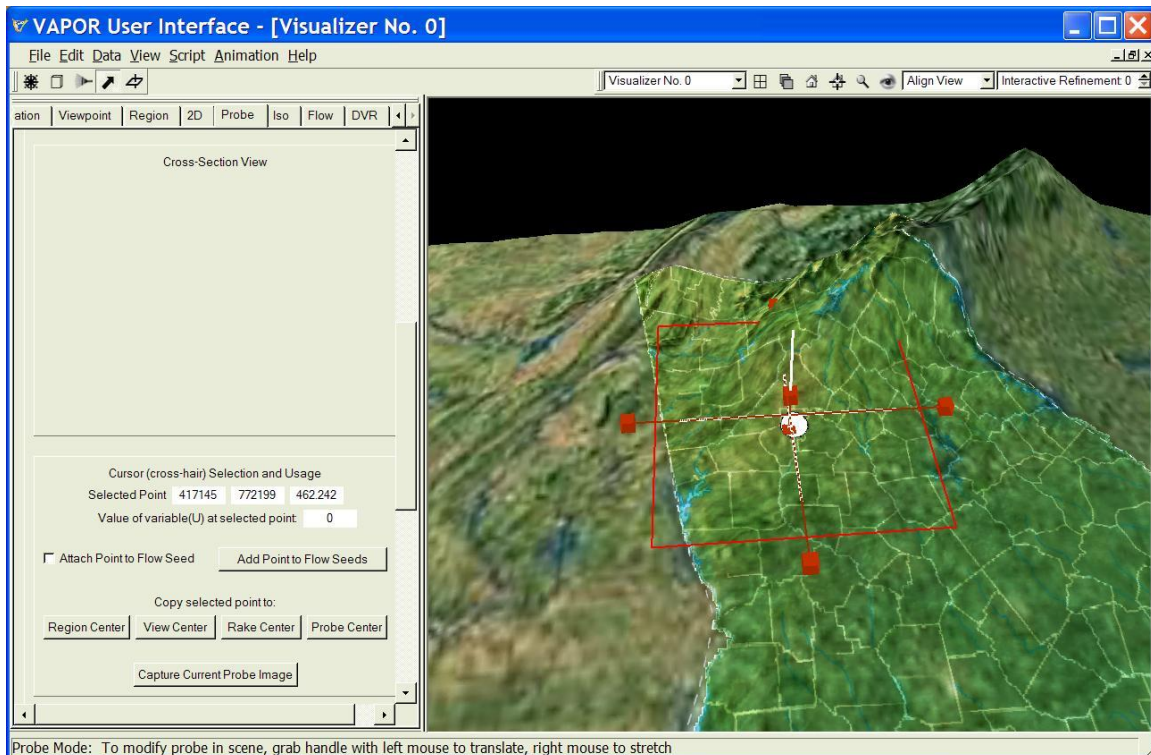 VAPOR User Interface - [Visualizer No. 0]
File Edit Data View Script Animation Help
Visualizer No. 0 Align View Interactive Refinement: 0
ation Viewpoint Region 2D Probe Iso Flow DVR
Cross-Section View
Cursor (cross-hair) Selection and Usage
Selected Point 417145 772199 462.242
Value of variable(U) at selected point: 0
Attach Point to Flow Seed Add Point to Flow Seeds
Copy selected point to:
Region Center View Center Rake Center Probe Center
Capture Current Probe Image
Probe Mode: To modify probe in scene, grab handle with left mouse to translate, right mouse to stretch